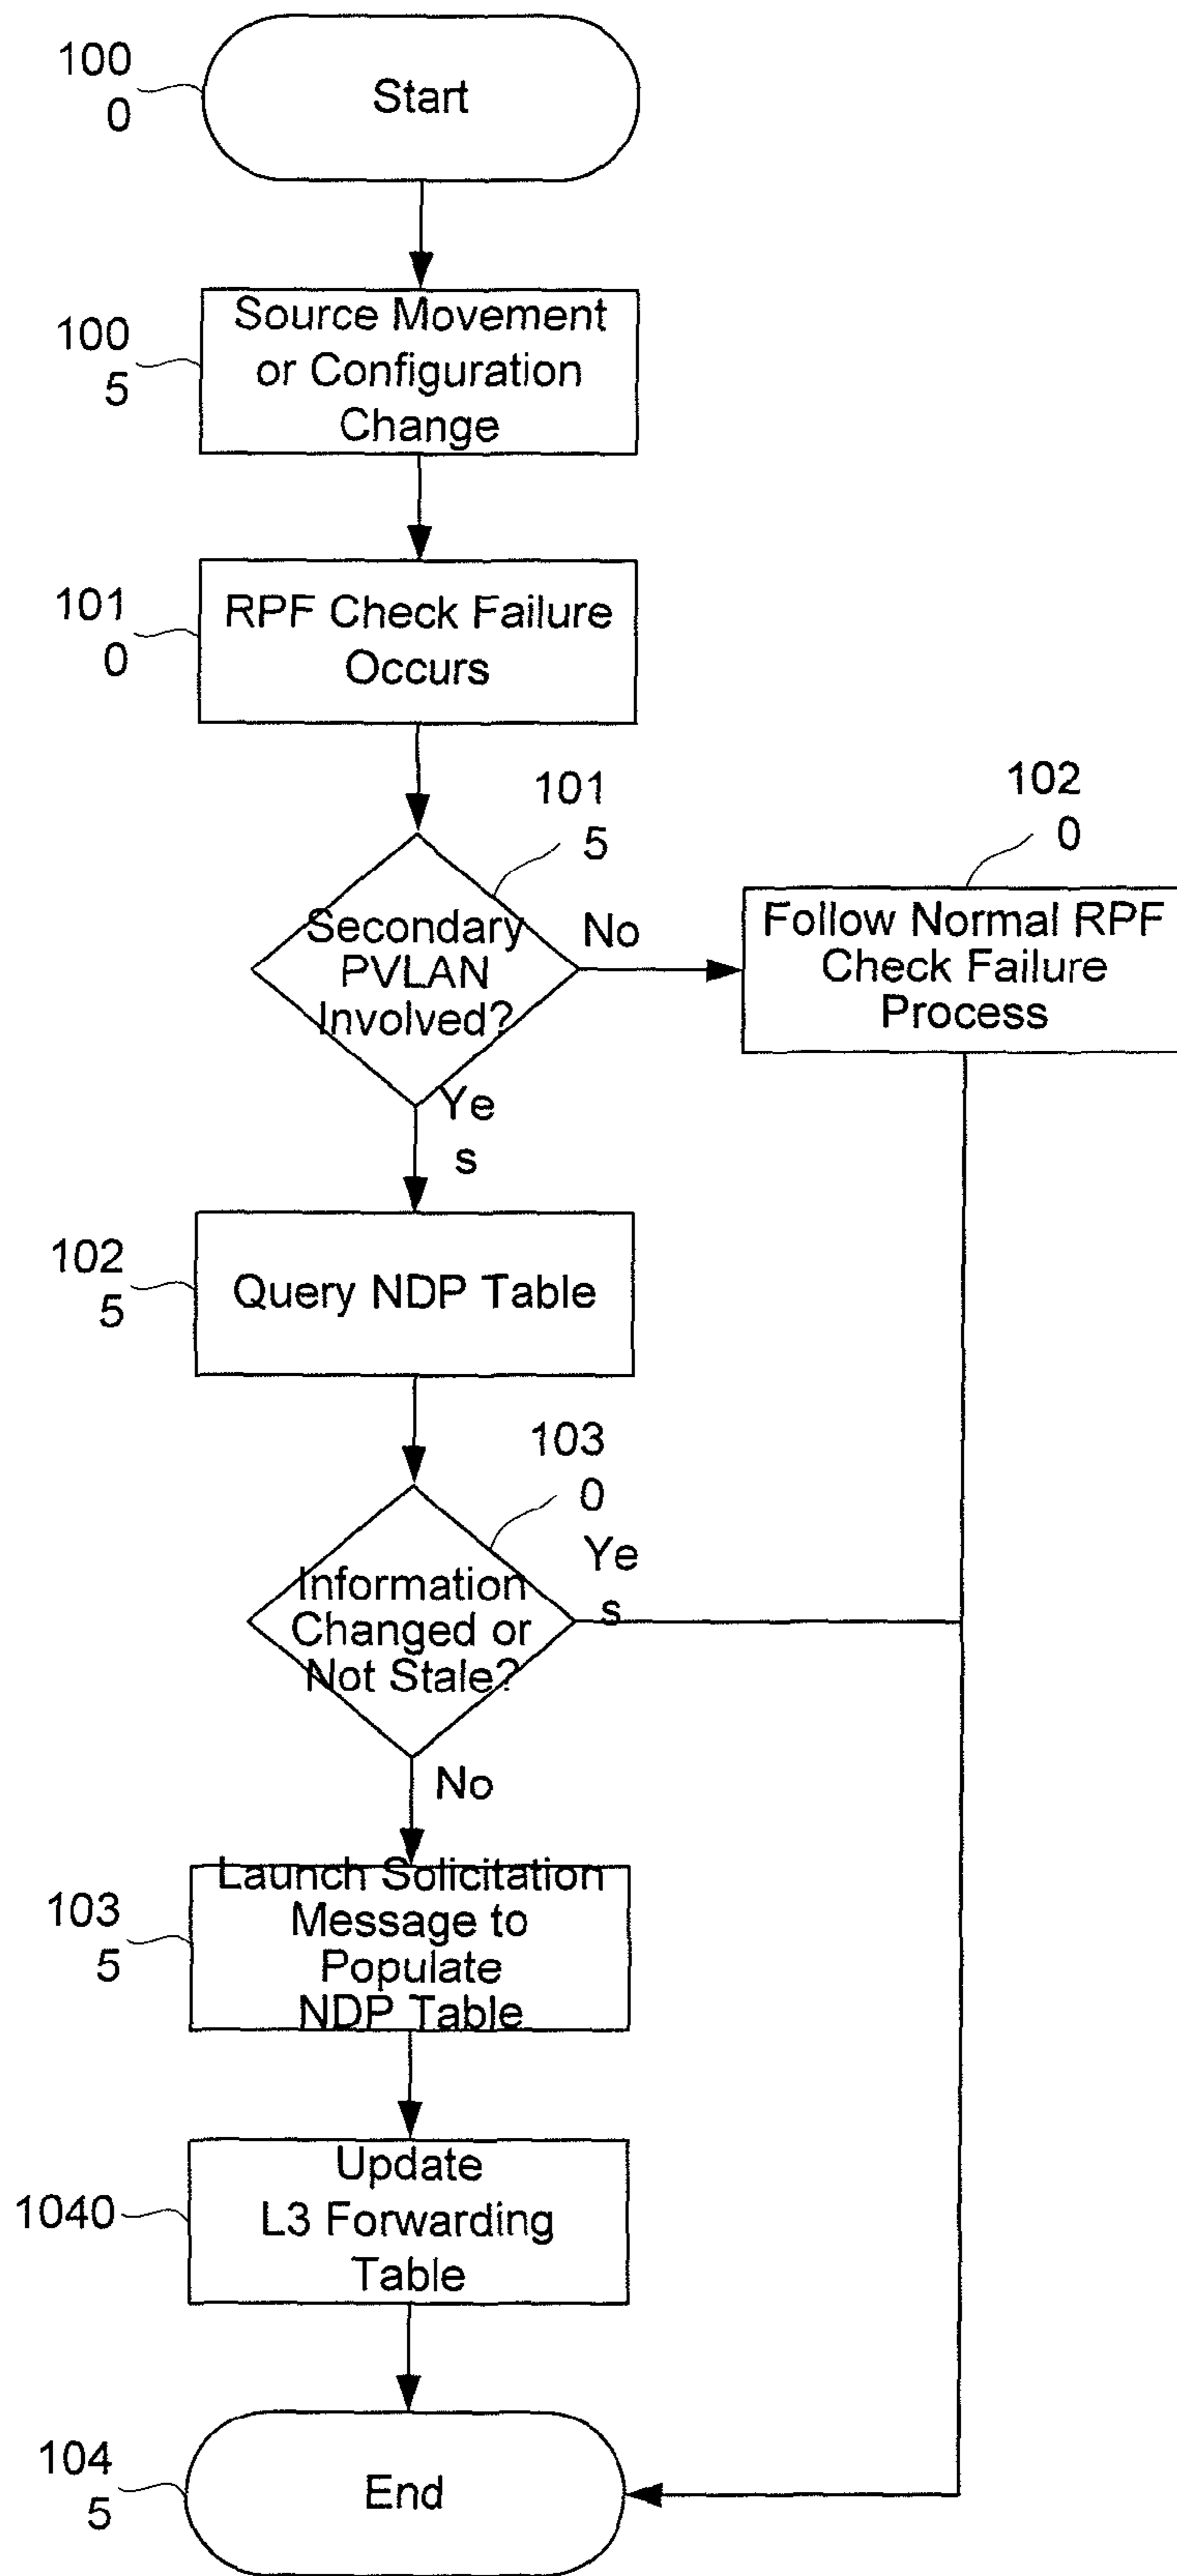 100
0
Start
100
5
Source Movement
or Configuration
Change
101
0
RPF Check Failure
Occurs
101
5
Secondary
PVLAN
Involved?
No
102
0
Follow Normal RPF
Check Failure
Process
Ye
s
102
5
Query NDP Table
103
0
Information
Changed or
Not Stale?
Ye
s
No
103
5
Launch Solicitation
Message to
Populate
NDP Table
1040
Update
L3 Forwarding
Table
104
5
End